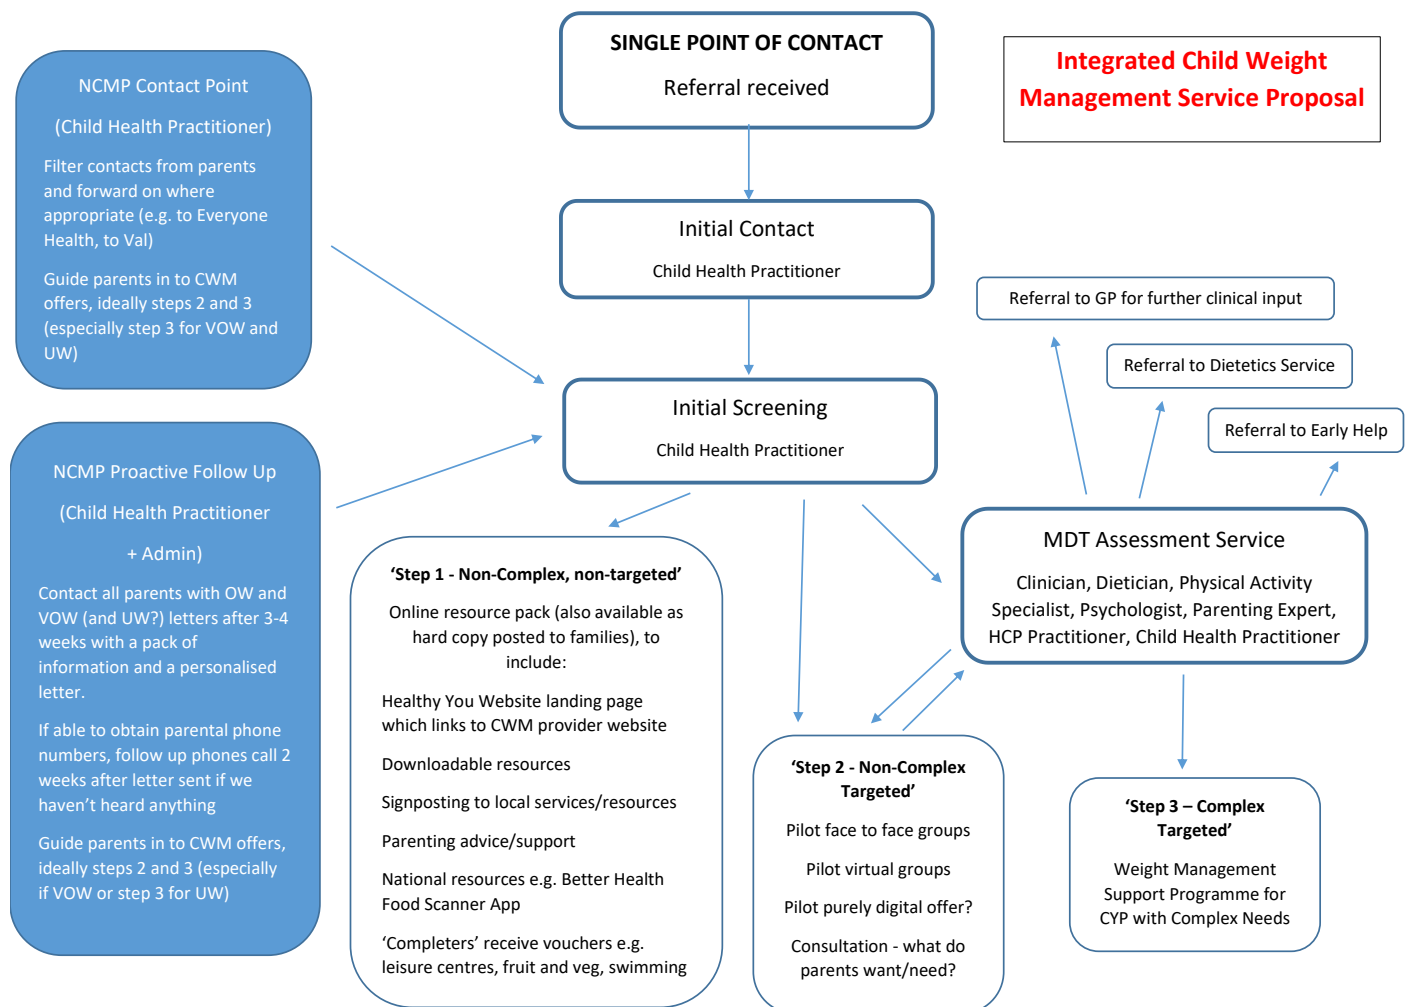 SINGLE POINT OF CONTACT
Referral received
Integrated Child Weight
Management Service Proposal
NCMP Contact Point
(Child Health Practitioner)
Filter contacts from parents
and forward on where
appropriate (e.g. to Everyone
Health, to Val)
Guide parents in to CWM
offers, ideally steps 2 and 3
(especially step 3 for VOW and
UW)
Initial Contact
Child Health Practitioner
Referral to GP for further clinical input
Referral to Dietetics Service
Referral to Early Help
Initial Screening
Child Health Practitioner
NCMP Proactive Follow Up
(Child Health Practitioner
+ Admin)
Contact all parents with OW and
VOW (and UW?) letters after 3-4
weeks with a pack of
information and a personalised
letter.
If able to obtain parental phone
numbers, follow up phones call 2
weeks after letter sent if we
haven’t heard anything
Guide parents in to CWM offers,
ideally steps 2 and 3 (especially
if VOW or step 3 for UW)
‘Step 1 - Non-Complex, non-targeted’
Online resource pack (also available as
hard copy posted to families), to
include:
Healthy You Website landing page
which links to CWM provider website
Downloadable resources
Signposting to local services/resources
Parenting advice/support
National resources e.g. Better Health
Food Scanner App
‘Completers’ receive vouchers e.g.
leisure centres, fruit and veg, swimming
MDT Assessment Service
Clinician, Dietician, Physical Activity
Specialist, Psychologist, Parenting Expert,
HCP Practitioner, Child Health Practitioner
‘Step 2 - Non-Complex
Targeted’
Pilot face to face groups
Pilot virtual groups
Pilot purely digital offer?
Consultation - what do
parents want/need?
‘Step 3 – Complex
Targeted’
Weight Management
Support Programme for
CYP with Complex Needs